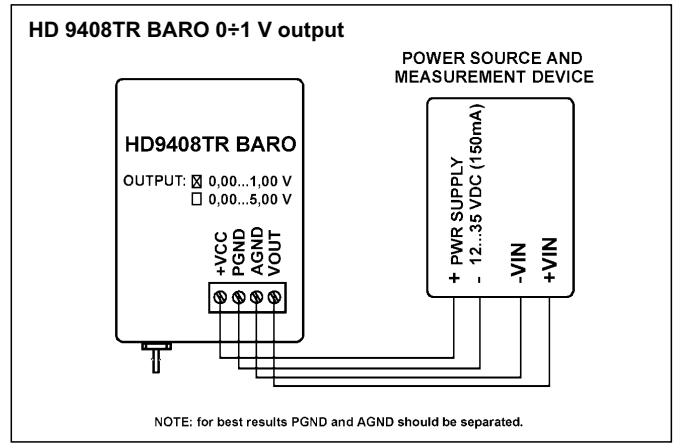 HD 9408TR BARO 0÷1 V output
POWER SOURCE AND
MEASUREMENT DEVICE
HD9408TR BARO
OUTPUT: ☒ 0,00...1,00 V
☐ 0,00...5,00 V
+VCC
PGND
AGND
VOUT
+ PWR SUPPLY
- 12...35 VDC (150mA)
-VIN
+VIN
NOTE: for best results PGND and AGND should be separated.